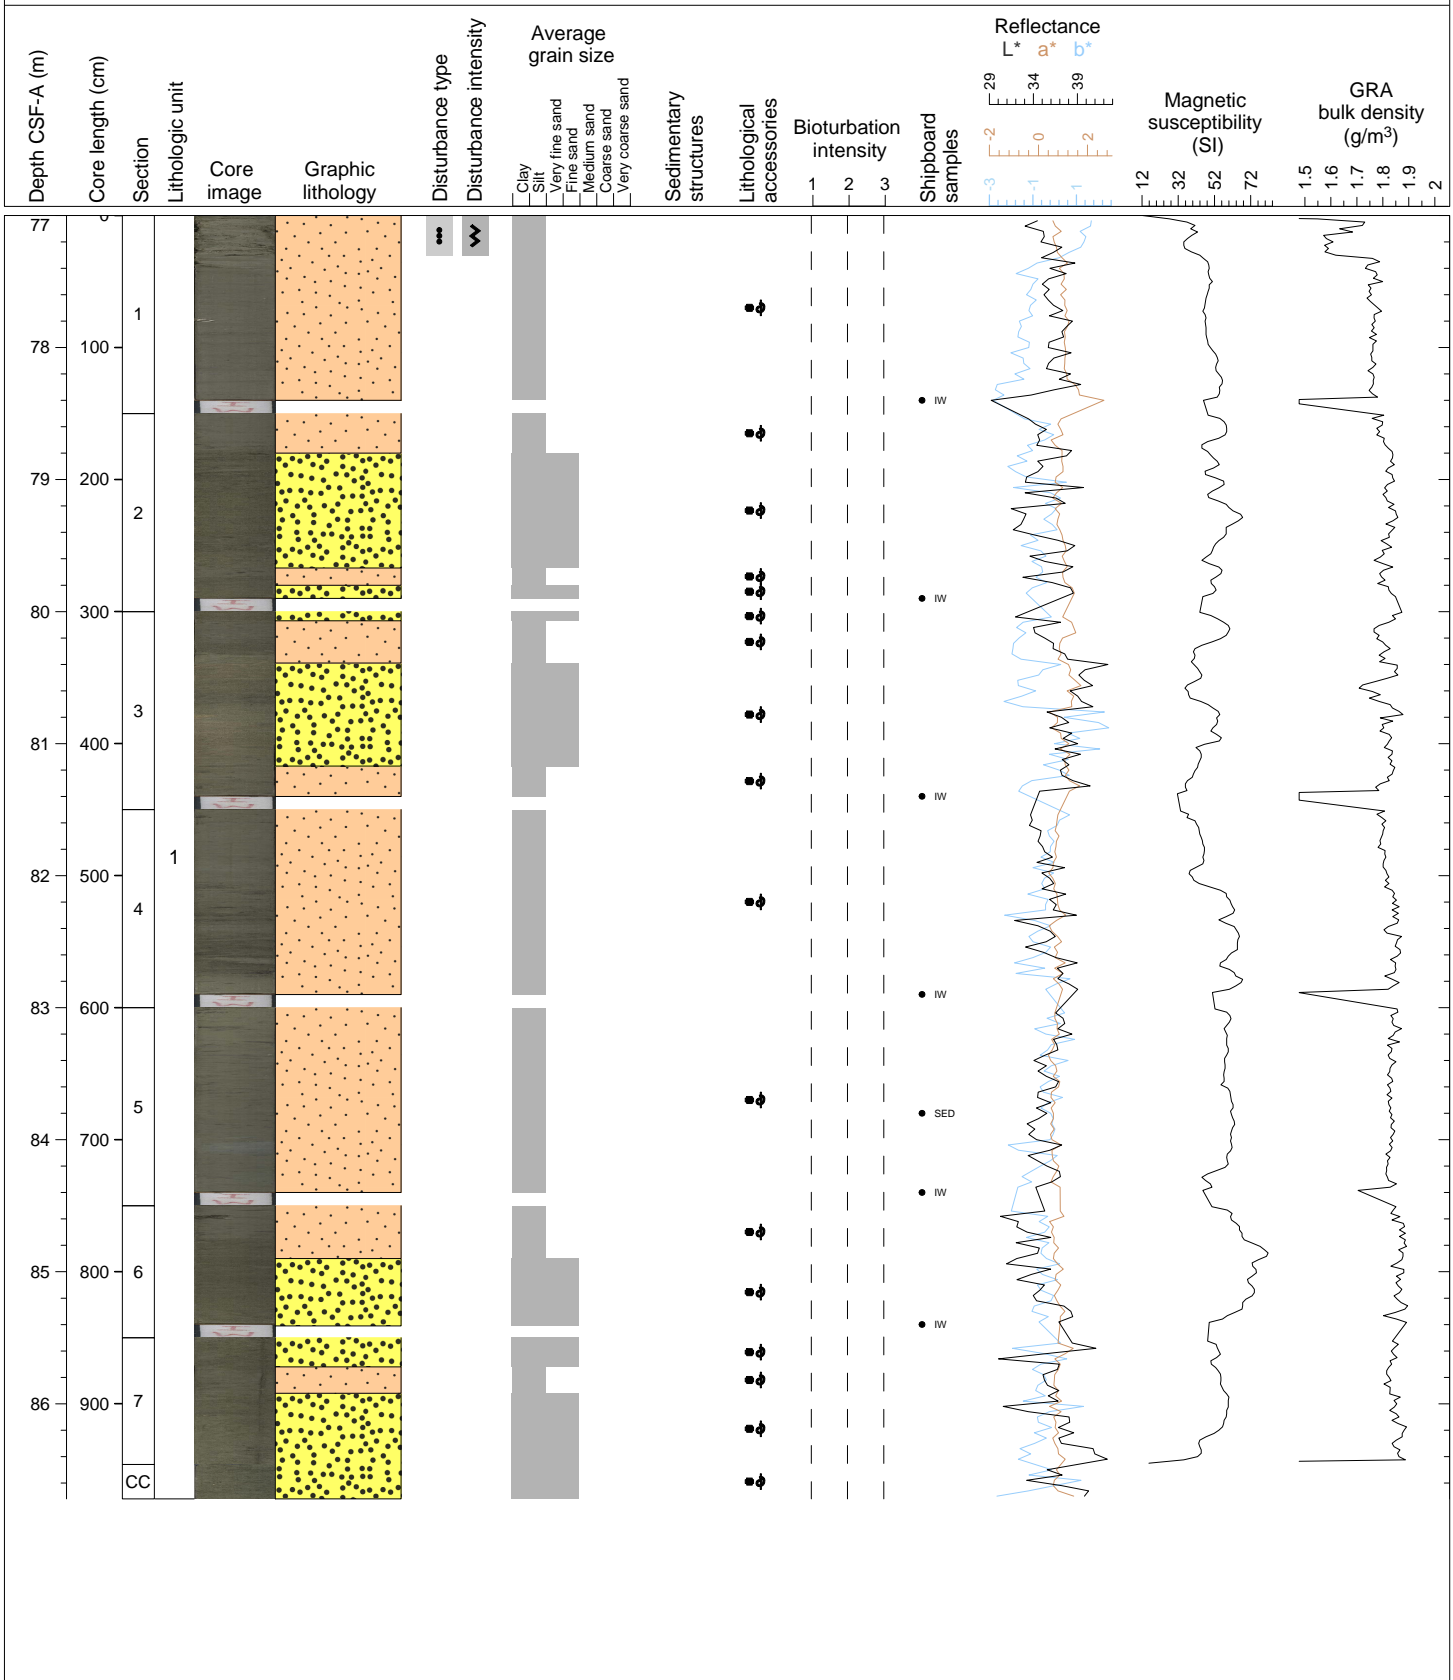 Depth CSF-A (m)
Core length (cm)
Section
Lithologic unit
Core
image
Graphic
lithology
Disturbance type
Disturbance intensity
Average
grain size
Clay
Silt
Very fine sand
Fine sand
Medium sand
Coarse sand
Very coarse sand
Sedimentary
structures
Lithological
accessories
Bioturbation
intensity
1 2 3
Shipboard
samples
Reflectance
L* a* b*
29 34 39
-2 0 2
-3 -1 1
Magnetic
susceptibility
(SI)
12 32 52 72
GRA
bulk density
(g/m³)
1.5 1.6 1.7 1.8 1.9 2
77 0
1
78 100
IW
79 200
2
IW
80 300
3
81 400
IW
1
82 500
4
IW
83 600
5
SED
84 700
IW
85 800
6
IW
86 900
7
CC